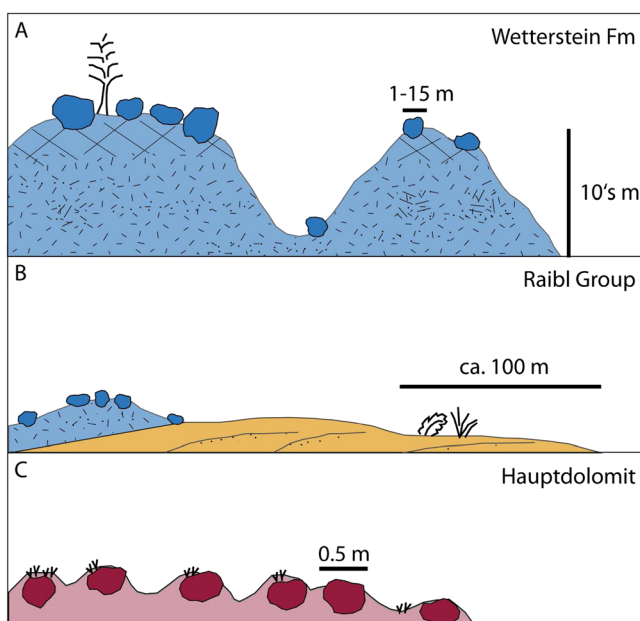 A
Wetterstein Fm
1-15 m
10's m
B
Raibl Group
ca. 100 m
C
Hauptdolomit
0.5 m